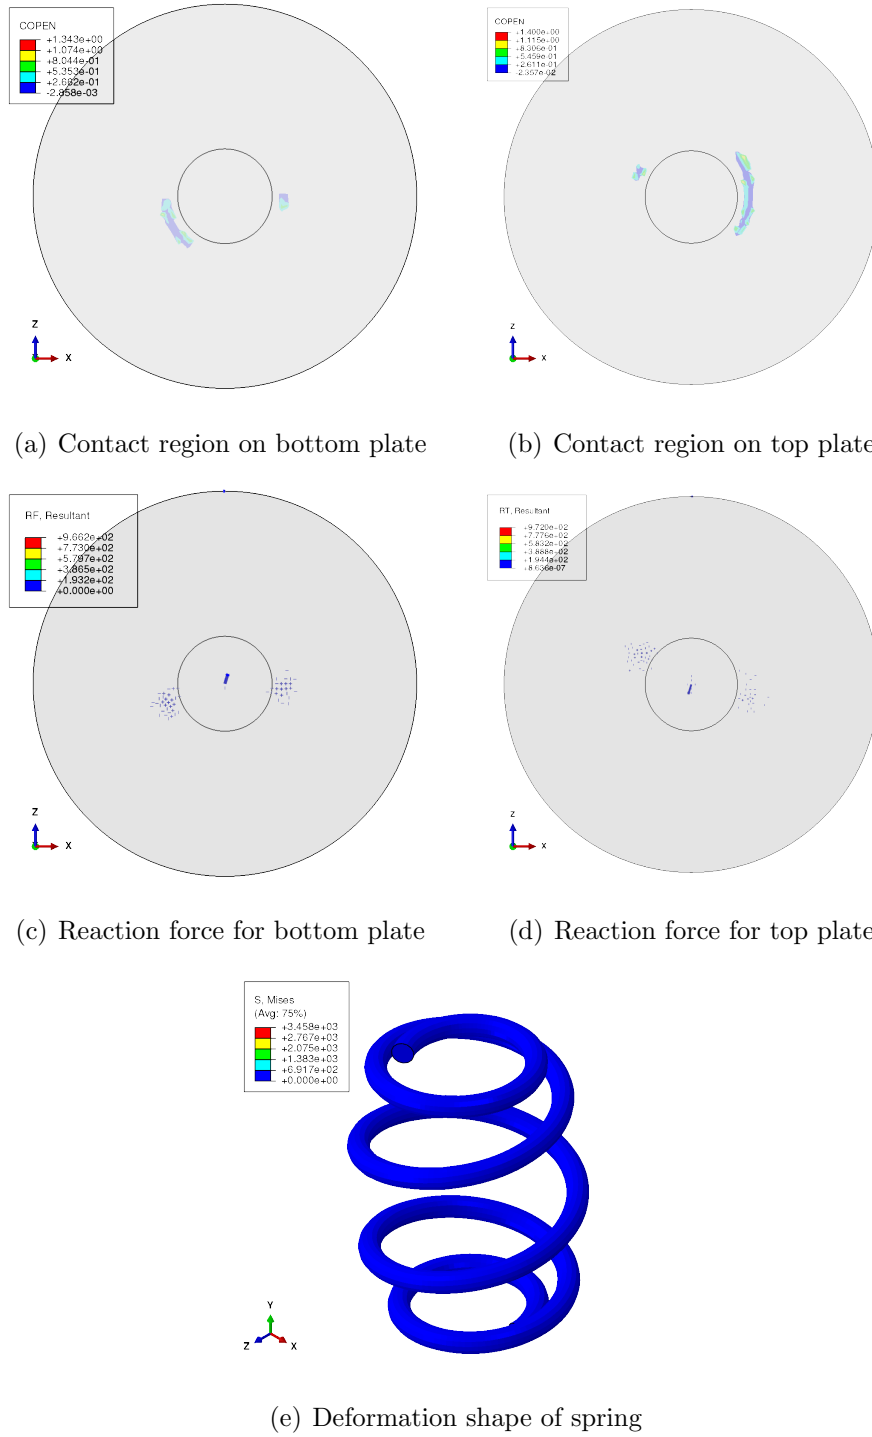 COPEN
+1.343e+00
+1.074e+00
+8.044e-01
+5.353e-01
+2.662e-01
-2.858e-03
Z
X
COPEN
+1.400e+00
+1.115e+00
+8.306e-01
+5.459e-01
+2.611e-01
-2.357e-02
Z
X
(a) Contact region on bottom plate
(b) Contact region on top plate
RF, Resultant
+9.662e+02
+7.730e+02
+5.797e+02
+3.865e+02
+1.932e+02
+0.000e+00
Z
X
RT, Resultant
+9.720e+02
+7.776e+02
+5.832e+02
+3.888e+02
+1.944e+02
+8.636e-07
Z
X
(c) Reaction force for bottom plate
(d) Reaction force for top plate
S, Mises
(Avg: 75%)
+3.458e+03
+2.767e+03
+2.075e+03
+1.383e+03
+6.917e+02
+0.000e+00
Y
Z
X
(e) Deformation shape of spring